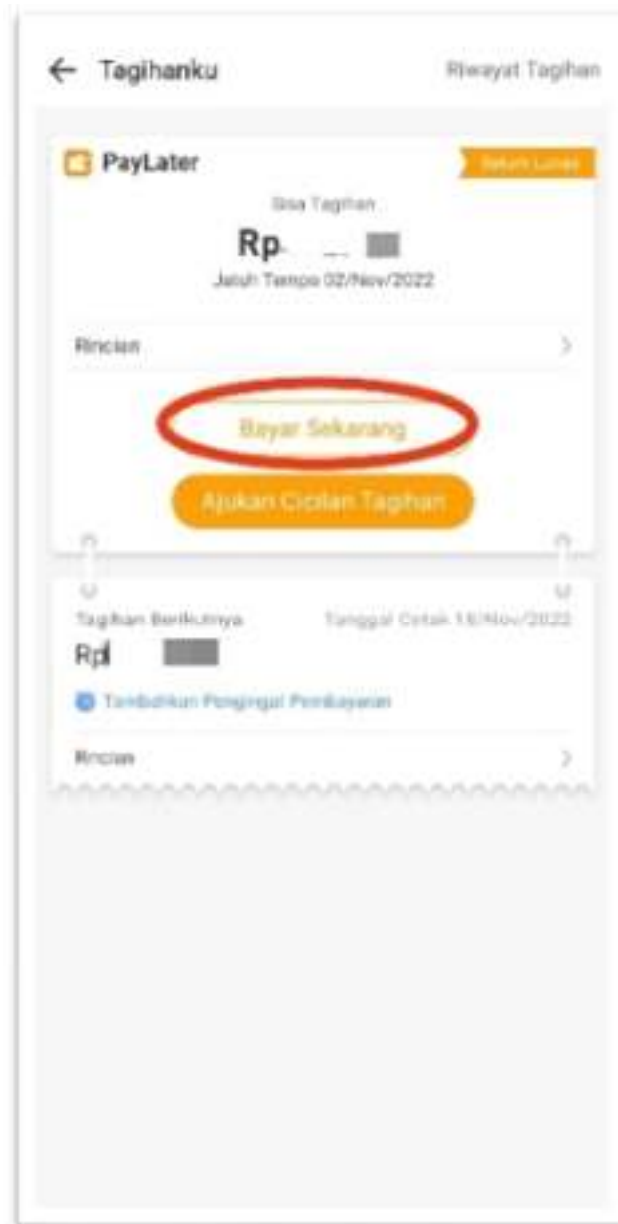 Tagihanku Riwayat Tagihan
PayLater Belum Lunas
Sisa Tagihan
Rp
Jatuh Tempo 02/Nov/2022
Rincian
Bayar Sekarang
Ajukan Cicilan Tagihan
Tagihan Berikutnya Tanggal Cetak /Nov/2022
Rp
Tambahkan Pengingat Pembayaran
Rincian